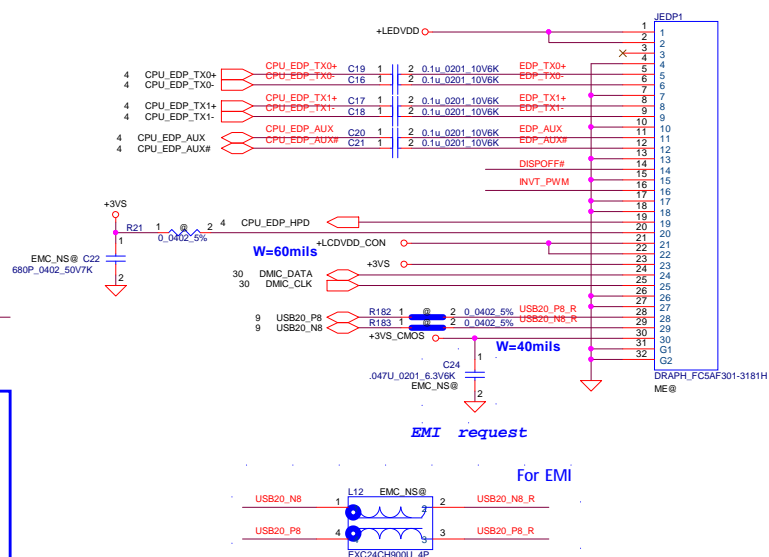 JEDP1
+LEDVDD
1 1
2 2
3 3
4 4
4 CPU_EDP_TX0+ CPU_EDP_TX0+ C19 1 2 0.1u_0201_10V6K EDP_TX0+ 5 5
4 CPU_EDP_TX0- CPU_EDP_TX0- C16 1 2 0.1u_0201_10V6K EDP_TX0- 6 6
7 7
4 CPU_EDP_TX1+ CPU_EDP_TX1+ C17 1 2 0.1u_0201_10V6K EDP_TX1+ 8 8
4 CPU_EDP_TX1- CPU_EDP_TX1- C18 1 2 0.1u_0201_10V6K EDP_TX1- 9 9
10 10
4 CPU_EDP_AUX CPU_EDP_AUX C20 1 2 0.1u_0201_10V6K EDP_AUX 11 11
4 CPU_EDP_AUX# CPU_EDP_AUX# C21 1 2 0.1u_0201_10V6K EDP_AUX# 12 12
13 13
DISPOFF# 14 14
15 15
INVT_PWM 16 16
17 17
18 18
+3VS
4 CPU_EDP_HPD 19 19
R21 1 @ 2 20 20
0_0402_5%
+LCDVDD_CON 21 21
W=60mils
22 22
EMC_NS@ C22 1 2
680P_0402_50V7K
+3VS 23 23
30 DMIC_DATA 24 24
30 DMIC_CLK 25 25
26 26
27 27
9 USB20_P8 R182 1 @ 2 0_0402_5% USB20_P8_R 28 28
9 USB20_N8 R183 1 @ 2 0_0402_5% USB20_N8_R 29 29
+3VS_CMOS 30 30
W=40mils
31 G1
32 G2
C24 1 2
.047U_0201_6.3V6K
EMC_NS@
DRAPH_FC5AF301-3181H
ME@
EMI request
For EMI
L12 EMC_NS@
USB20_N8 1 2 USB20_N8_R
USB20_P8 4 3 USB20_P8_R
EXC24CH900U_4P